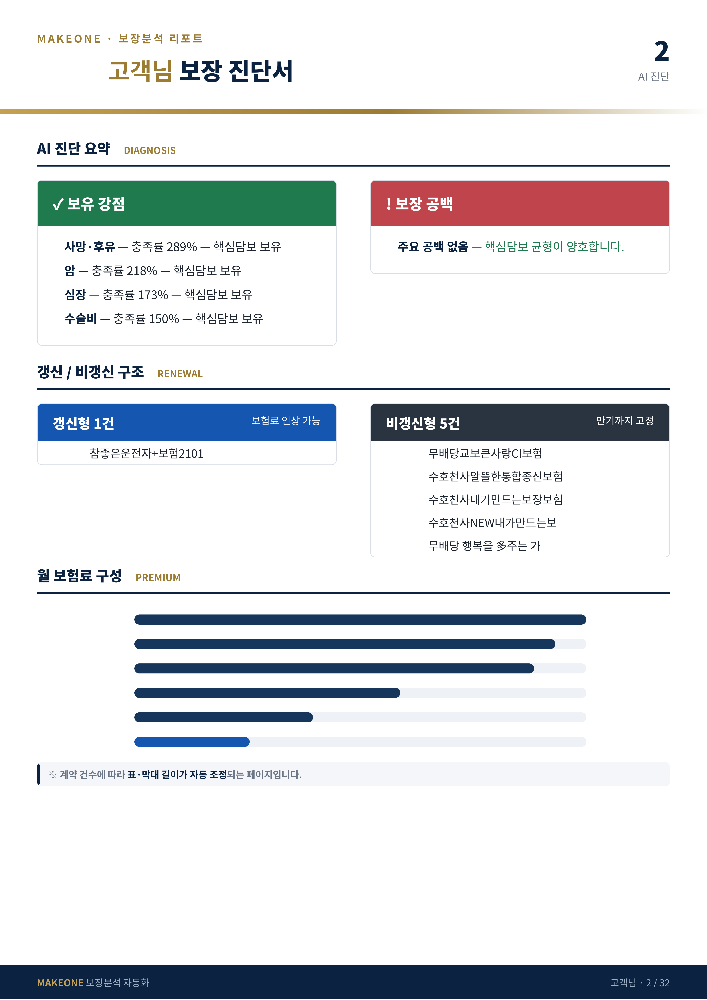 MAKEONE · 보장분석 리포트
고객님 보장 진단서
2
AI 진단
AI 진단 요약 DIAGNOSIS
✓ 보유 강점
사망·후유 — 충족률 289% — 핵심담보 보유
암 — 충족률 218% — 핵심담보 보유
심장 — 충족률 173% — 핵심담보 보유
수술비 — 충족률 150% — 핵심담보 보유
! 보장 공백
주요 공백 없음 — 핵심담보 균형이 양호합니다.
갱신 / 비갱신 구조 RENEWAL
갱신형 1건 보험료 인상 가능
참좋은운전자+보험2101
비갱신형 5건 만기까지 고정
무배당교보큰사랑CI보험
수호천사알뜰한통합종신보험
수호천사내가만드는보장보험
수호천사NEW내가만드는보
무배당 행복을 多주는 가
월 보험료 구성 PREMIUM
※ 계약 건수에 따라 표·막대 길이가 자동 조정되는 페이지입니다.
MAKEONE 보장분석 자동화
고객님 · 2 / 32